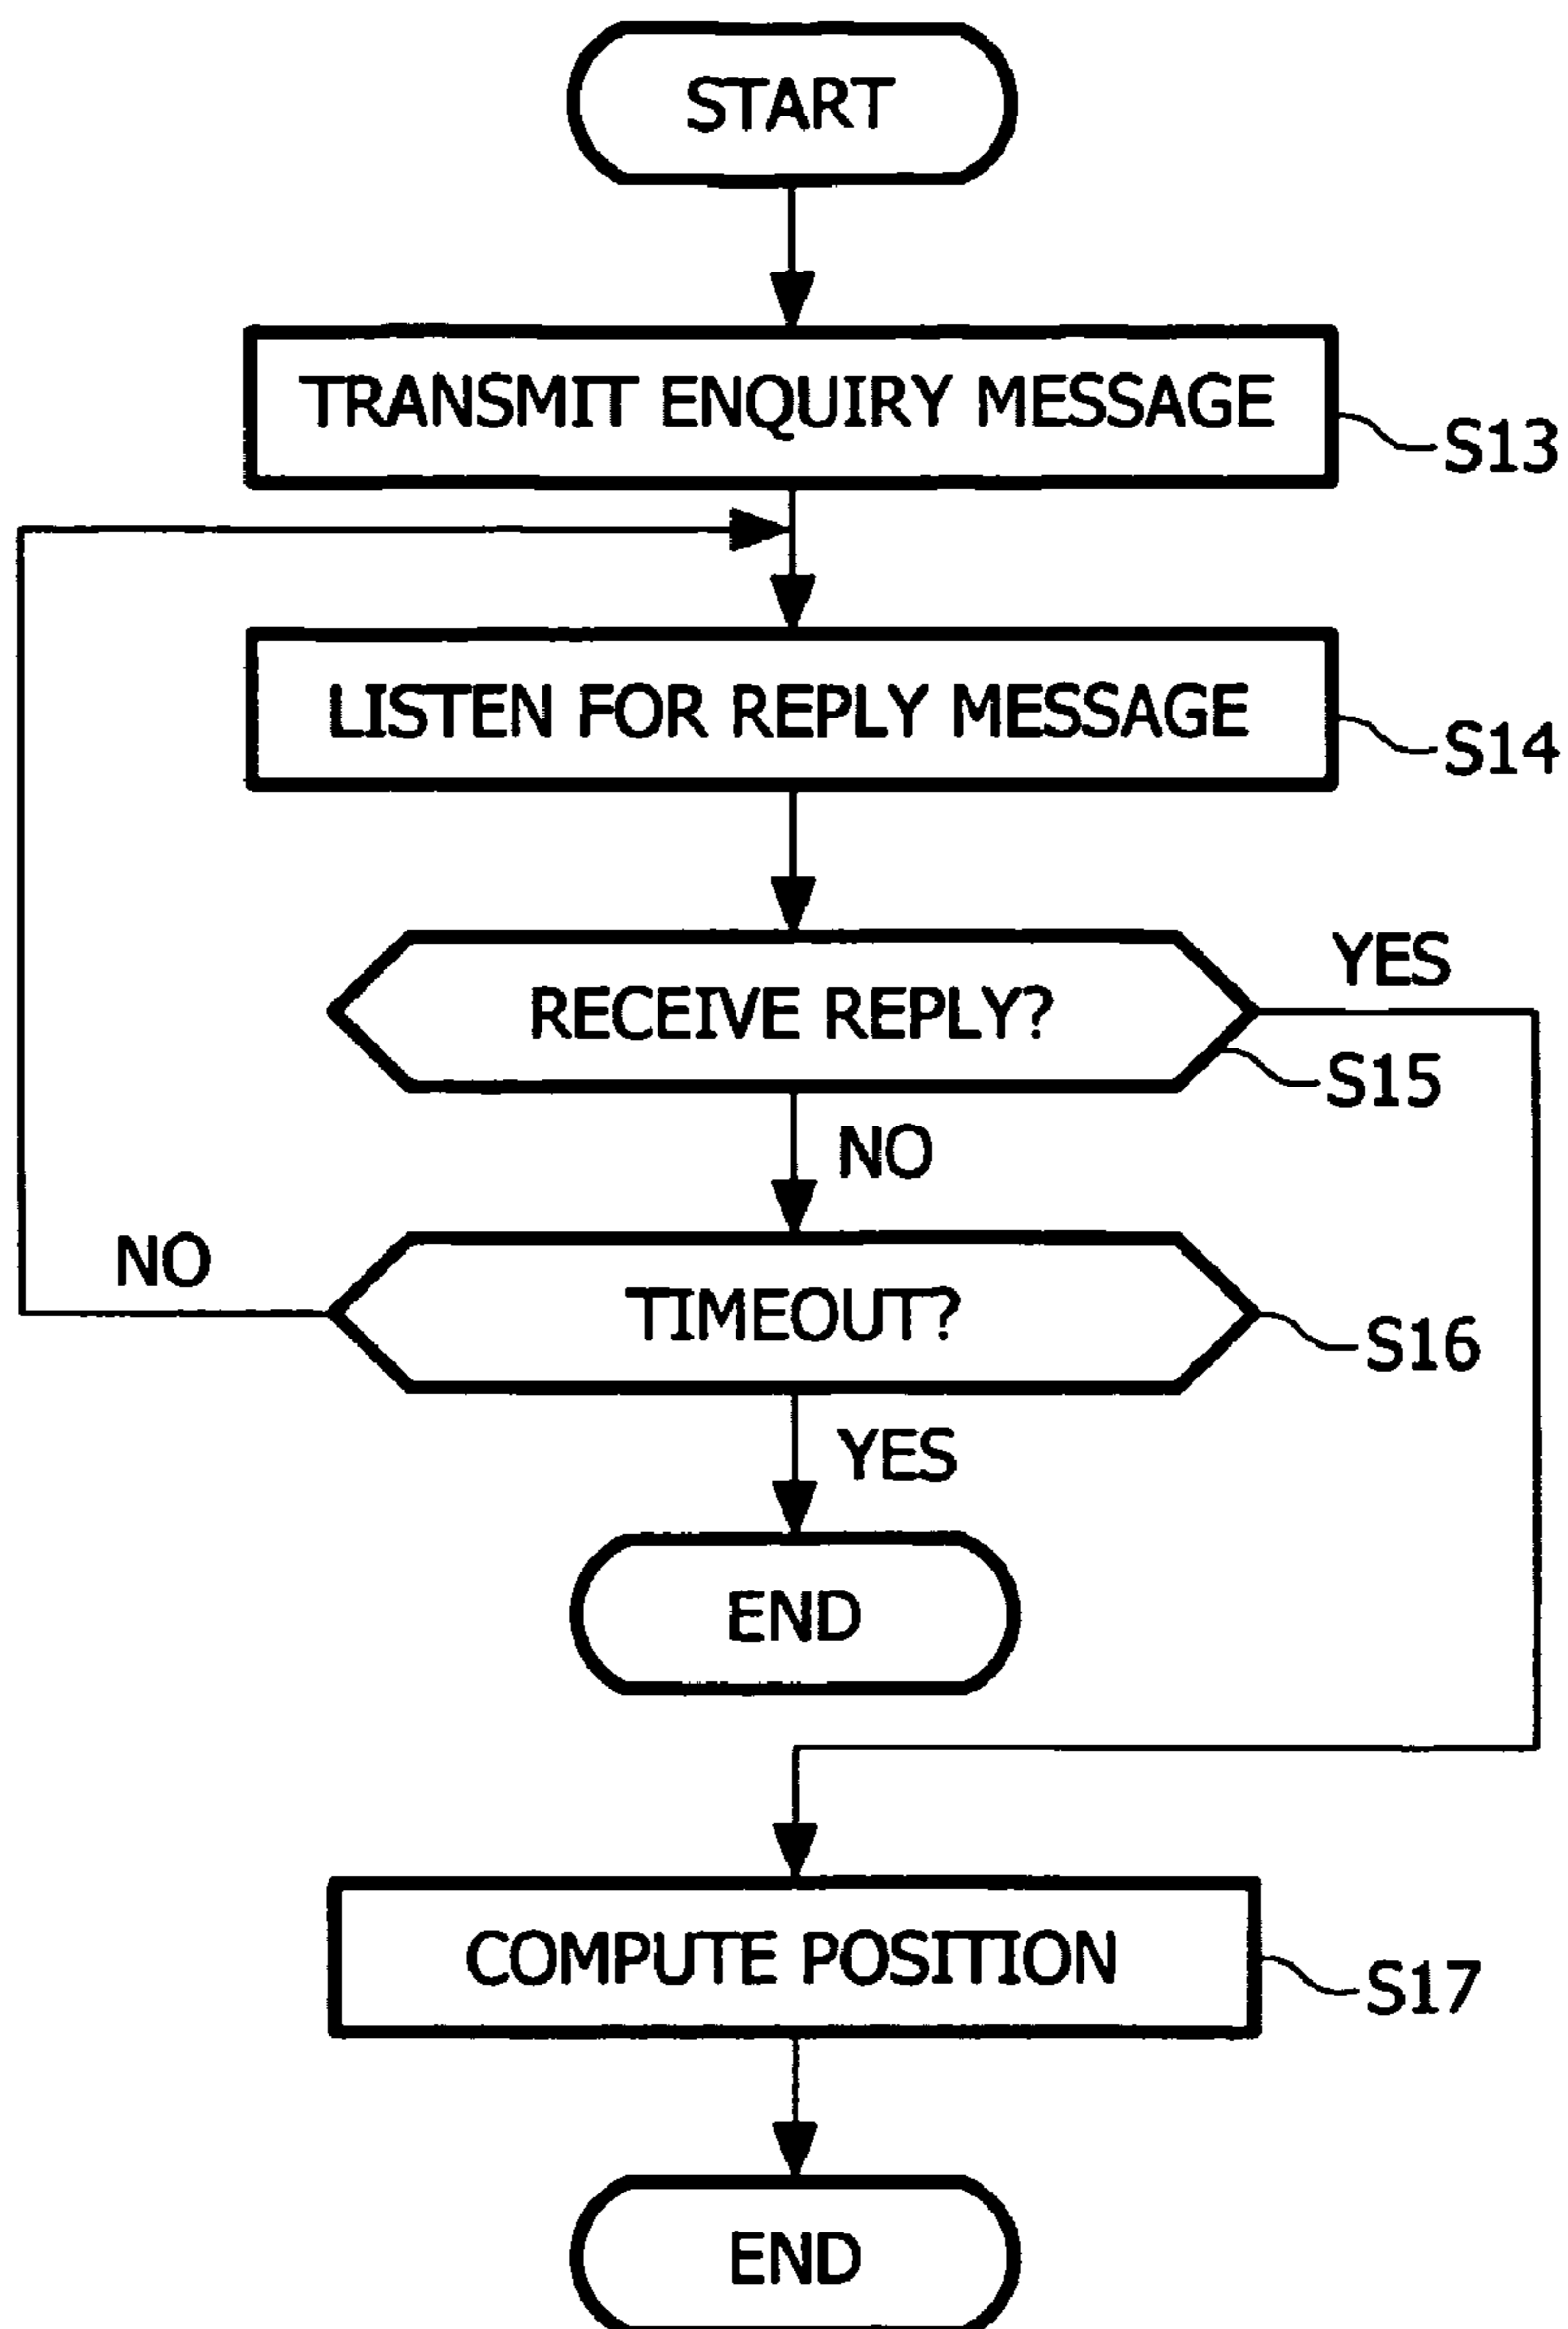 START
TRANSMIT ENQUIRY MESSAGE
S13
LISTEN FOR REPLY MESSAGE
S14
YES
RECEIVE REPLY?
S15
NO
NO
TIMEOUT?
S16
YES
END
COMPUTE POSITION
S17
END